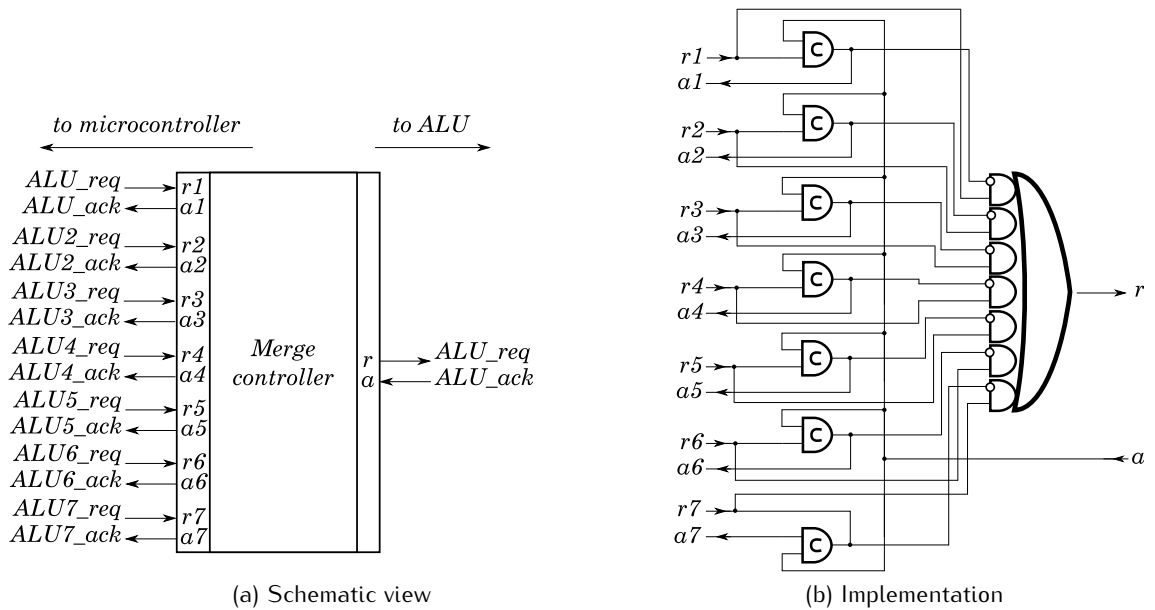 to microcontroller
to ALU
ALU_req
r1
ALU_ack
a1
ALU2_req
r2
ALU2_ack
a2
ALU3_req
r3
ALU3_ack
a3
ALU4_req
r4
ALU4_ack
a4
ALU5_req
r5
ALU5_ack
a5
ALU6_req
r6
ALU6_ack
a6
ALU7_req
r7
ALU7_ack
a7
Merge
controller
r
ALU_req
a
ALU_ack
(a) Schematic view
r1
a1
r2
a2
r3
a3
r4
a4
r5
a5
r6
a6
r7
a7
C
C
C
C
C
C
C
r
a
(b) Implementation